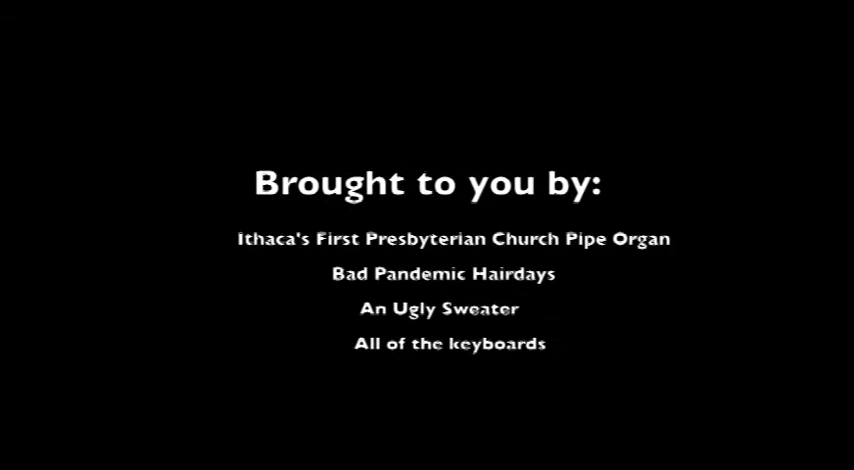 Brought to you by:
Ithaca's First Presbyterian Church Pipe Organ
Bad Pandemic Hairdays
An Ugly Sweater
All of the keyboards